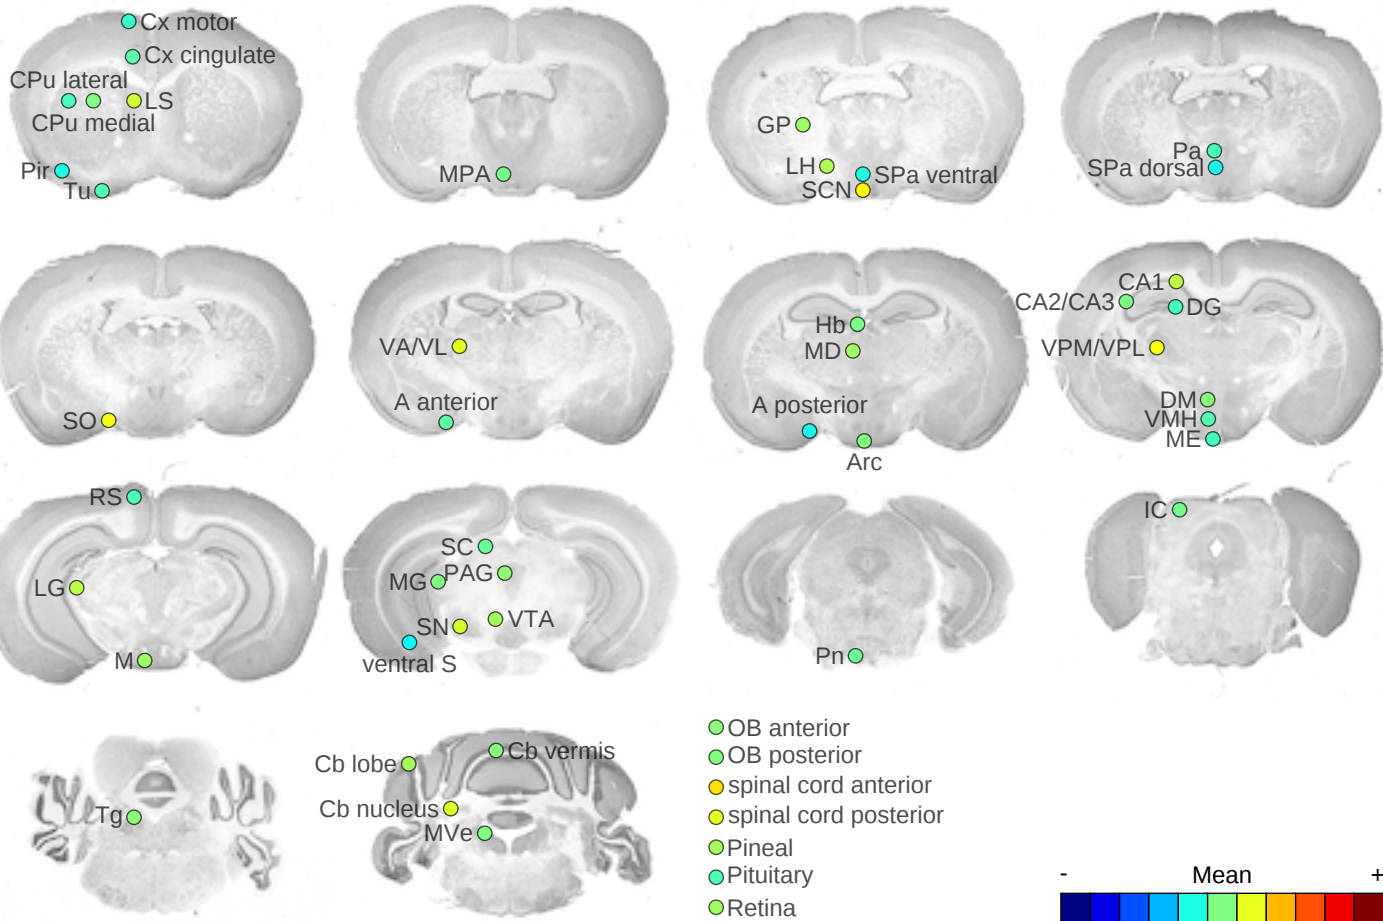 Cx motor
Cx cingulate
CPu lateral
LS
CPu medial
Pir
Tu
MPA
GP
LH
SPa ventral
SCN
Pa
SPa dorsal
SO
VA/VL
A anterior
Hb
MD
A posterior
Arc
CA1
CA2/CA3
DG
VPM/VPL
DM
VMH
ME
RS
LG
M
SC
PAG
MG
VTA
SN
ventral S
Pn
IC
Tg
Cb vermis
Cb lobe
Cb nucleus
MVe
OB anterior
OB posterior
spinal cord anterior
spinal cord posterior
Pineal
Pituitary
Retina
- Mean +